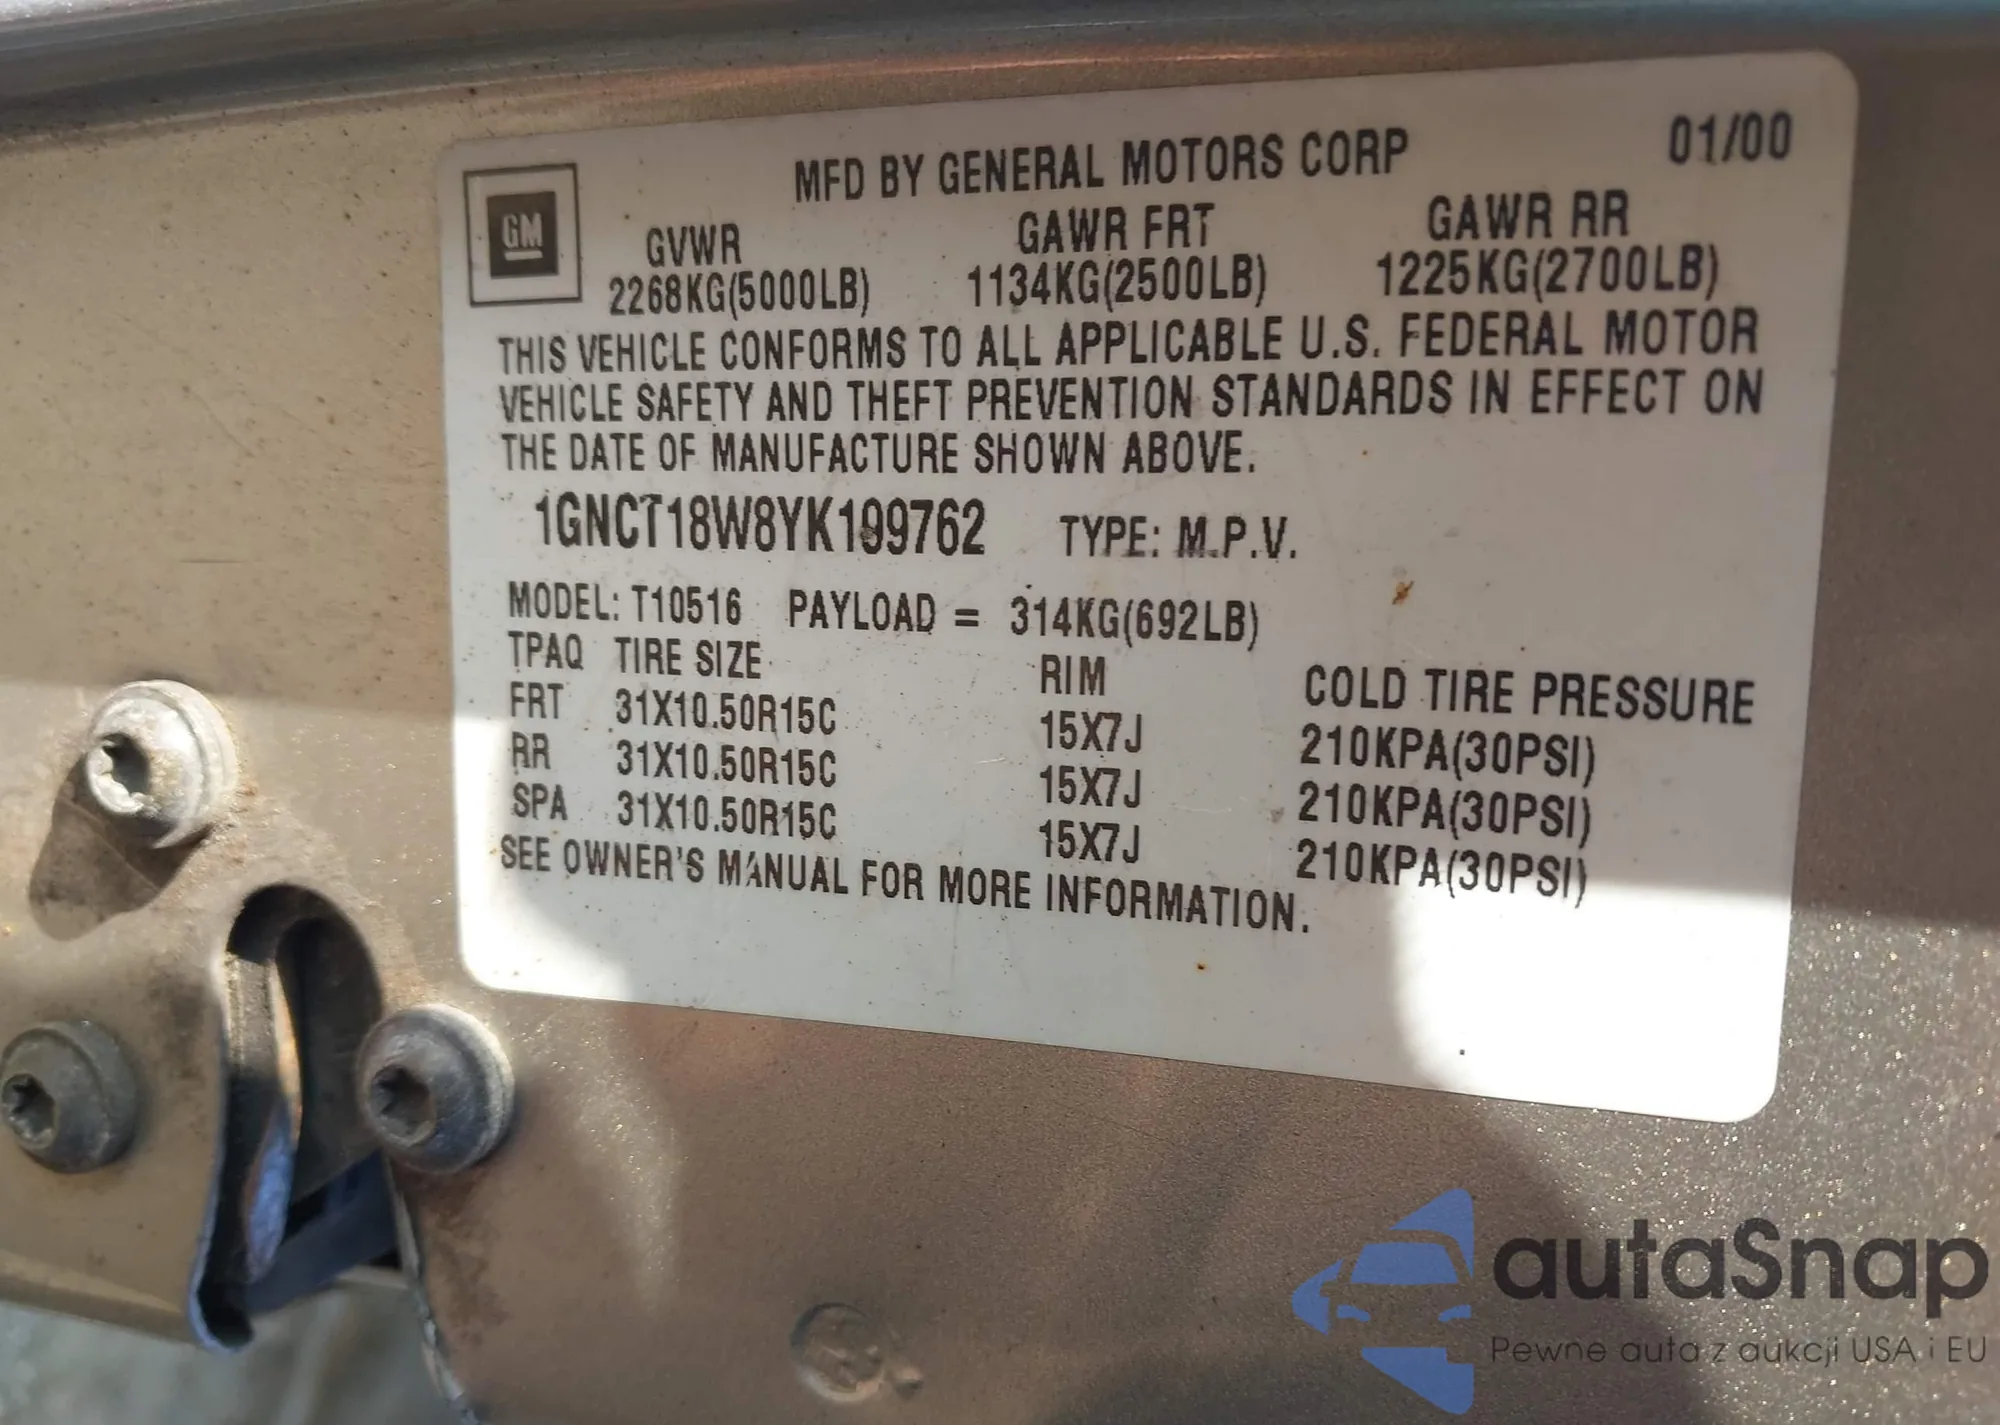 MFD BY GENERAL MOTORS CORP 01/00
GM
GVWR GAWR FRT GAWR RR
2268KG(5000LB) 1134KG(2500LB) 1225KG(2700LB)
THIS VEHICLE CONFORMS TO ALL APPLICABLE U.S. FEDERAL MOTOR
VEHICLE SAFETY AND THEFT PREVENTION STANDARDS IN EFFECT ON
THE DATE OF MANUFACTURE SHOWN ABOVE.
1GNCT18W8YK199762 TYPE: M.P.V.
MODEL: T10516 PAYLOAD = 314KG(692LB)
TPAQ TIRE SIZE RIM COLD TIRE PRESSURE
FRT 31X10.50R15C 15X7J 210KPA(30PSI)
RR 31X10.50R15C 15X7J 210KPA(30PSI)
SPA 31X10.50R15C 15X7J 210KPA(30PSI)
SEE OWNER'S MANUAL FOR MORE INFORMATION.
autaSnap
Pewne auta z aukcji USA i EU